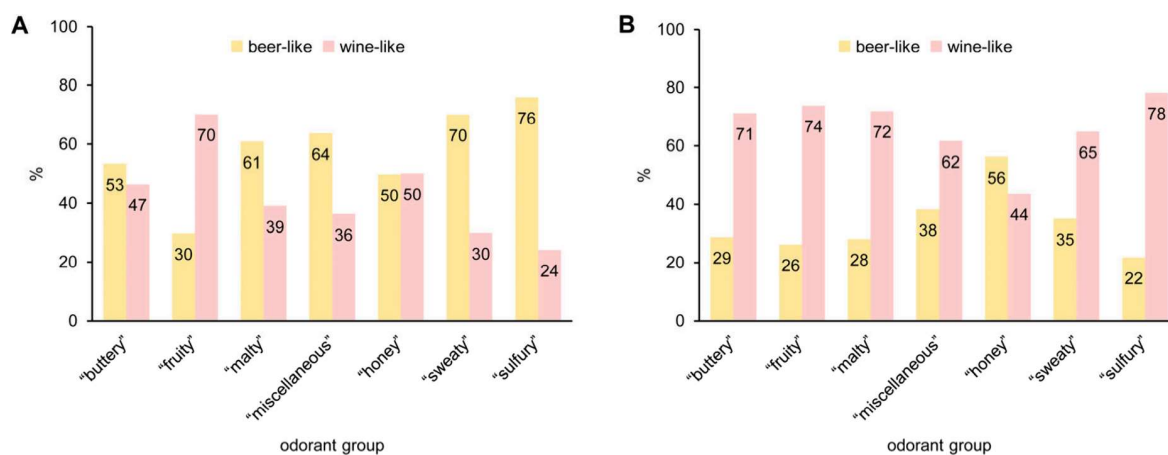 A
beer-like wine-like
100
80
60
40
20
0
%
53 47 30 70 61 39 64 36 50 50 70 30 76 24
“buttery” “fruity” “malty” “miscellaneous” “honey” “sweaty” “sulfury”
odorant group
B
beer-like wine-like
100
80
60
40
20
0
%
29 71 26 74 28 72 38 62 56 44 35 65 22 78
“buttery” “fruity” “malty” “miscellaneous” “honey” “sweaty” “sulfury”
odorant group